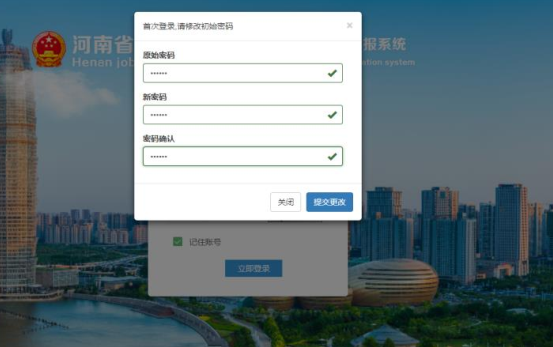 首次登录,请修改初始密码
×
河南省
报系统
Henan job
tion system
原始密码
••••••
新密码
••••••
密码确认
••••••
关闭
提交更改
记住账号
立即登录